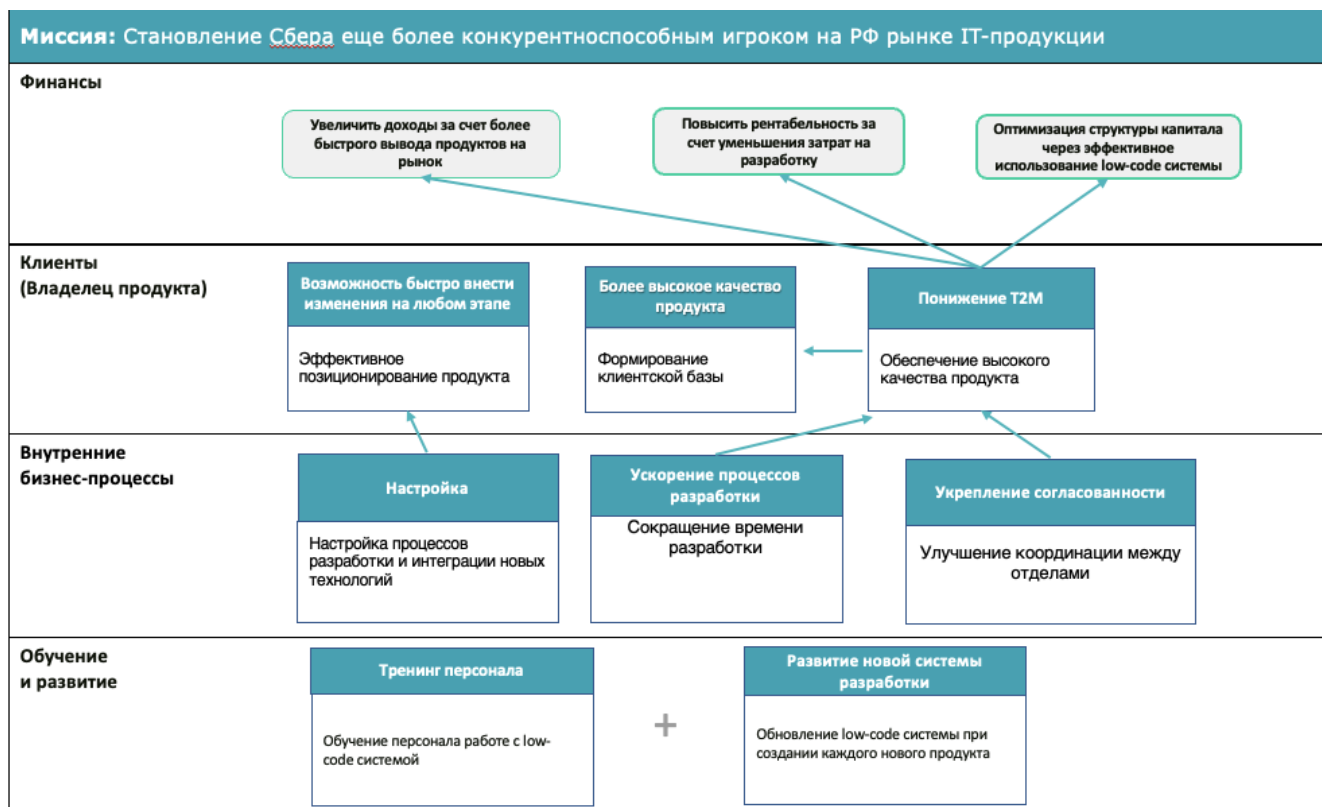 Миссия: Становление Сбера еще более конкурентноспособным игроком на РФ рынке IT-продукции
Финансы
Увеличить доходы за счет более
быстрого вывода продуктов на
рынок
Повысить рентабельность за
счет уменьшения затрат на
разработку
Оптимизация структуры капитала
через эффективное
использование low-code системы
Клиенты
(Владелец продукта)
Возможность быстро внести
изменения на любом этапе
Эффективное
позиционирование продукта
Более высокое качество
продукта
Формирование
клиентской базы
Понижение T2M
Обеспечение высокого
качества продукта
Внутренние
бизнес-процессы
Настройка
Настройка процессов
разработки и интеграции новых
технологий
Ускорение процессов
разработки
Сокращение времени
разработки
Укрепление согласованности
Улучшение координации между
отделами
Обучение
и развитие
Тренинг персонала
Обучение персонала работе с low-
code системой
+
Развитие новой системы
разработки
Обновление low-code системы при
создании каждого нового продукта